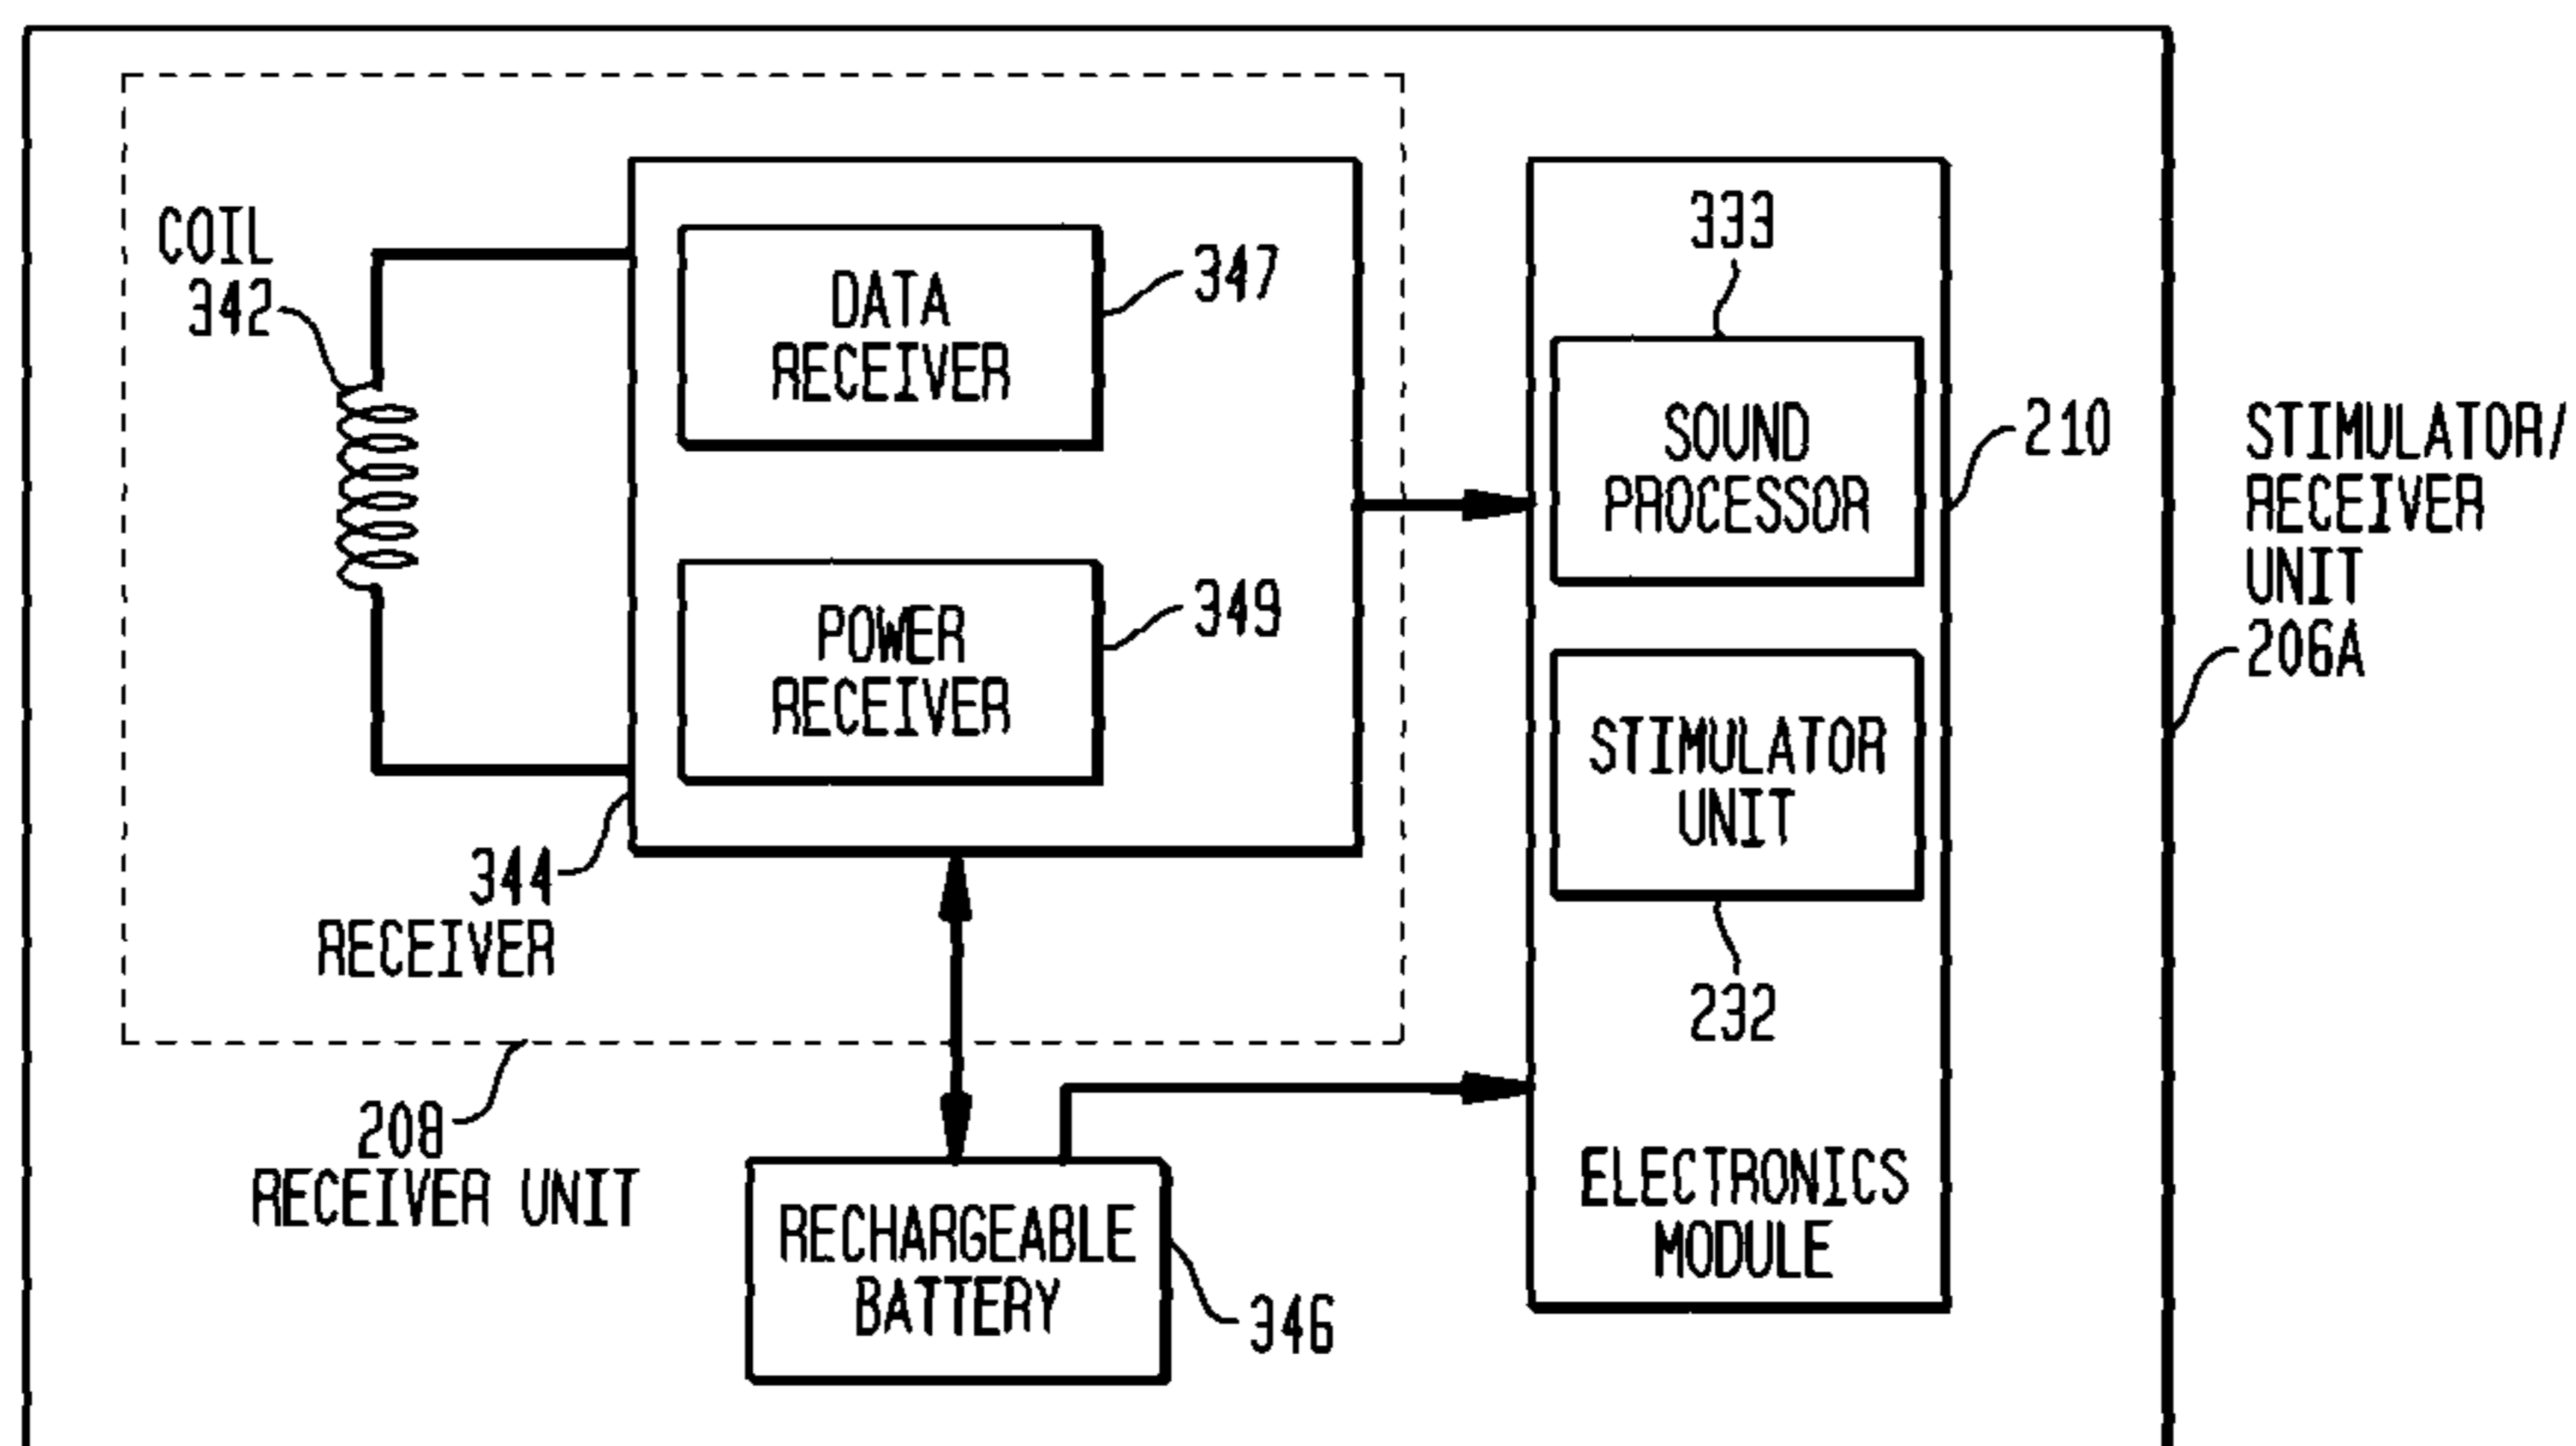 COIL
342
DATA
RECEIVER
347
POWER
RECEIVER
349
344
RECEIVER
208
RECEIVER UNIT
RECHARGEABLE
BATTERY
346
333
SOUND
PROCESSOR
210
STIMULATOR
UNIT
232
ELECTRONICS
MODULE
STIMULATOR/
RECEIVER
UNIT
206A